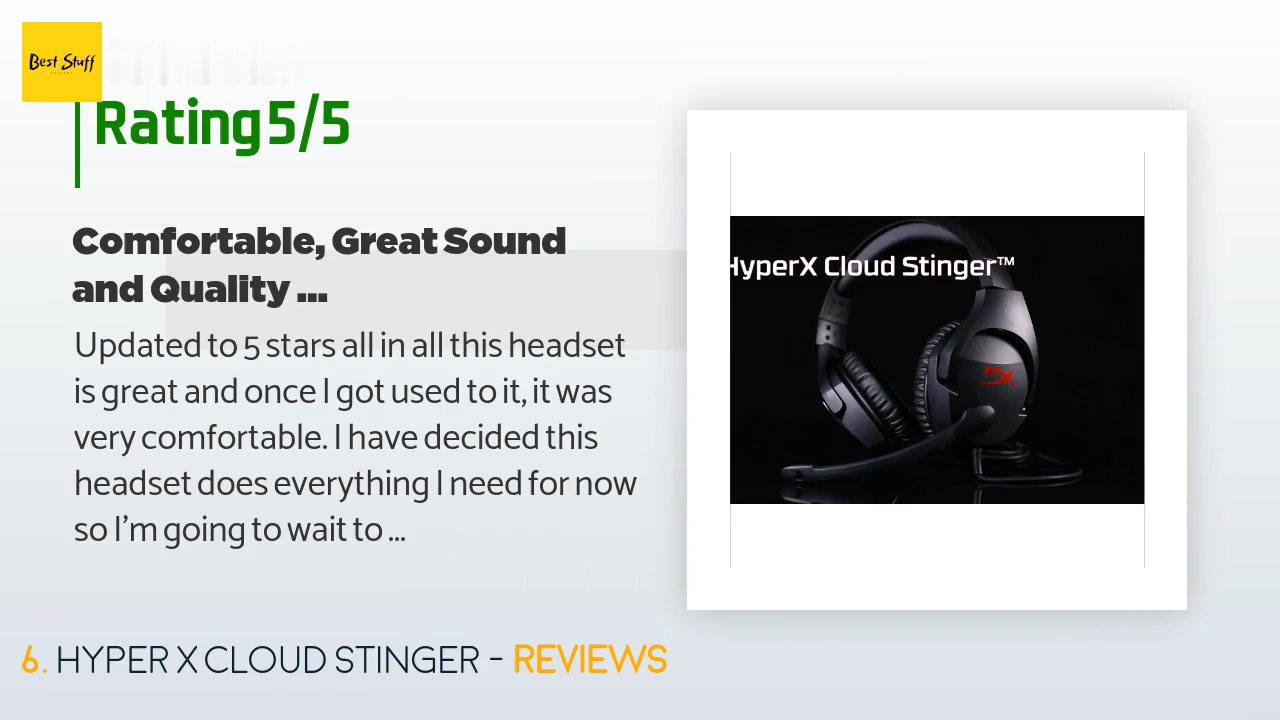 Best Stuff
Rating 5/5
Comfortable, Great Sound
and Quality ...
Updated to 5 stars all in all this headset
is great and once I got used to it, it was
very comfortable. I have decided this
headset does everything I need for now
so I'm going to wait to ...
HyperX Cloud Stinger™
6. HYPER X CLOUD STINGER - REVIEWS